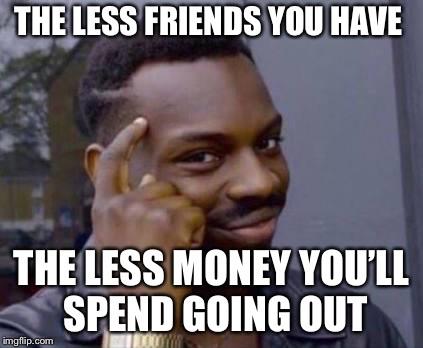 THE LESS FRIENDS YOU HAVE
THE LESS MONEY YOU’LL
SPEND GOING OUT
imgflip.com